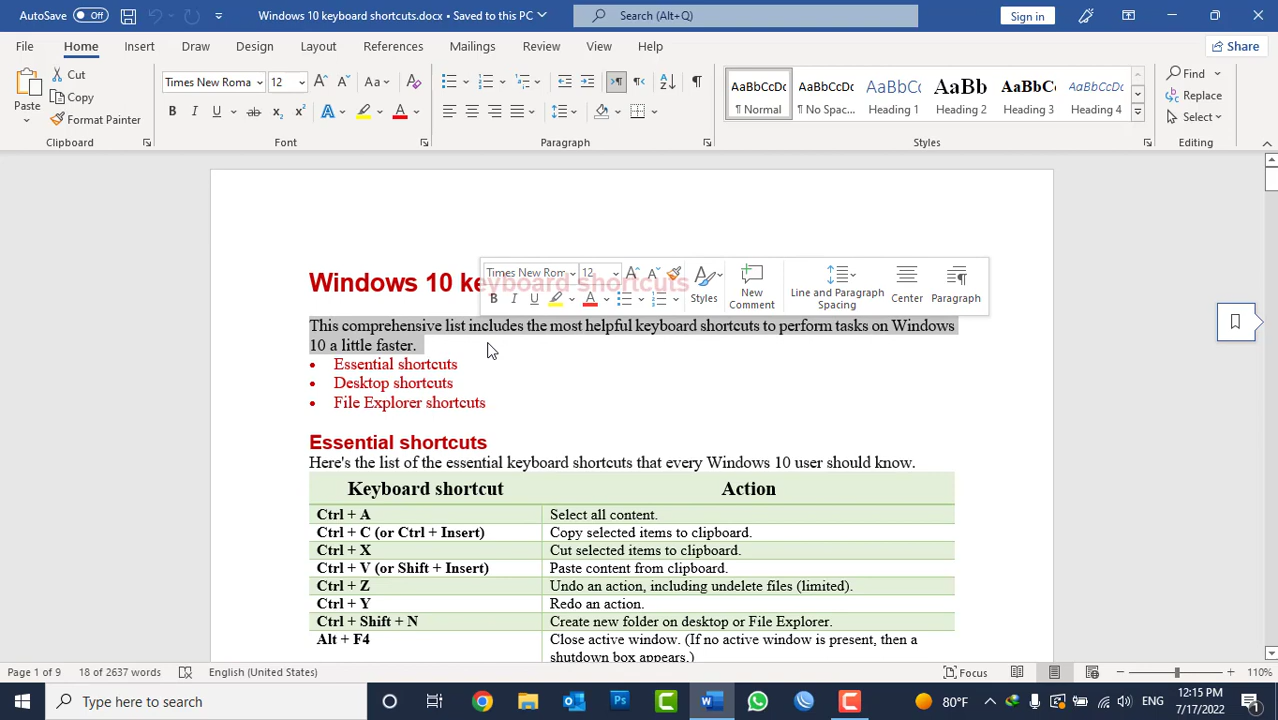 AutoSave Off Windows 10 keyboard shortcuts.docx - Saved to this PC Search (Alt+Q) Sign in
File Home Insert Draw Design Layout References Mailings Review View Help Share
Paste
Cut
Copy
Format Painter
Clipboard
Times New Roma 12
Aa
B I U ab x₂ x² A A
Font
Paragraph
AaBbCcDc AaBbCcDc AaBbCc AaBb AaBbCc AaBbCcDc
¶ Normal ¶ No Spac... Heading 1 Heading 2 Heading 3 Heading 4
Styles
Find
Replace
Select
Editing
Windows 10 keyboard shortcuts
Times New Rom 12
B I U A
Styles
New Comment
Line and Paragraph Spacing
Center
Paragraph
This comprehensive list includes the most helpful keyboard shortcuts to perform tasks on Windows
10 a little faster.
• Essential shortcuts
• Desktop shortcuts
• File Explorer shortcuts
Essential shortcuts
Here's the list of the essential keyboard shortcuts that every Windows 10 user should know.
Keyboard shortcut Action
Ctrl + A Select all content.
Ctrl + C (or Ctrl + Insert) Copy selected items to clipboard.
Ctrl + X Cut selected items to clipboard.
Ctrl + V (or Shift + Insert) Paste content from clipboard.
Ctrl + Z Undo an action, including undelete files (limited).
Ctrl + Y Redo an action.
Ctrl + Shift + N Create new folder on desktop or File Explorer.
Alt + F4 Close active window. (If no active window is present, then a
shutdown box appears.)
Page 1 of 9 18 of 2637 words English (United States) Focus 110%
Type here to search Ps 80°F ENG 12:15 PM
7/17/2022 1